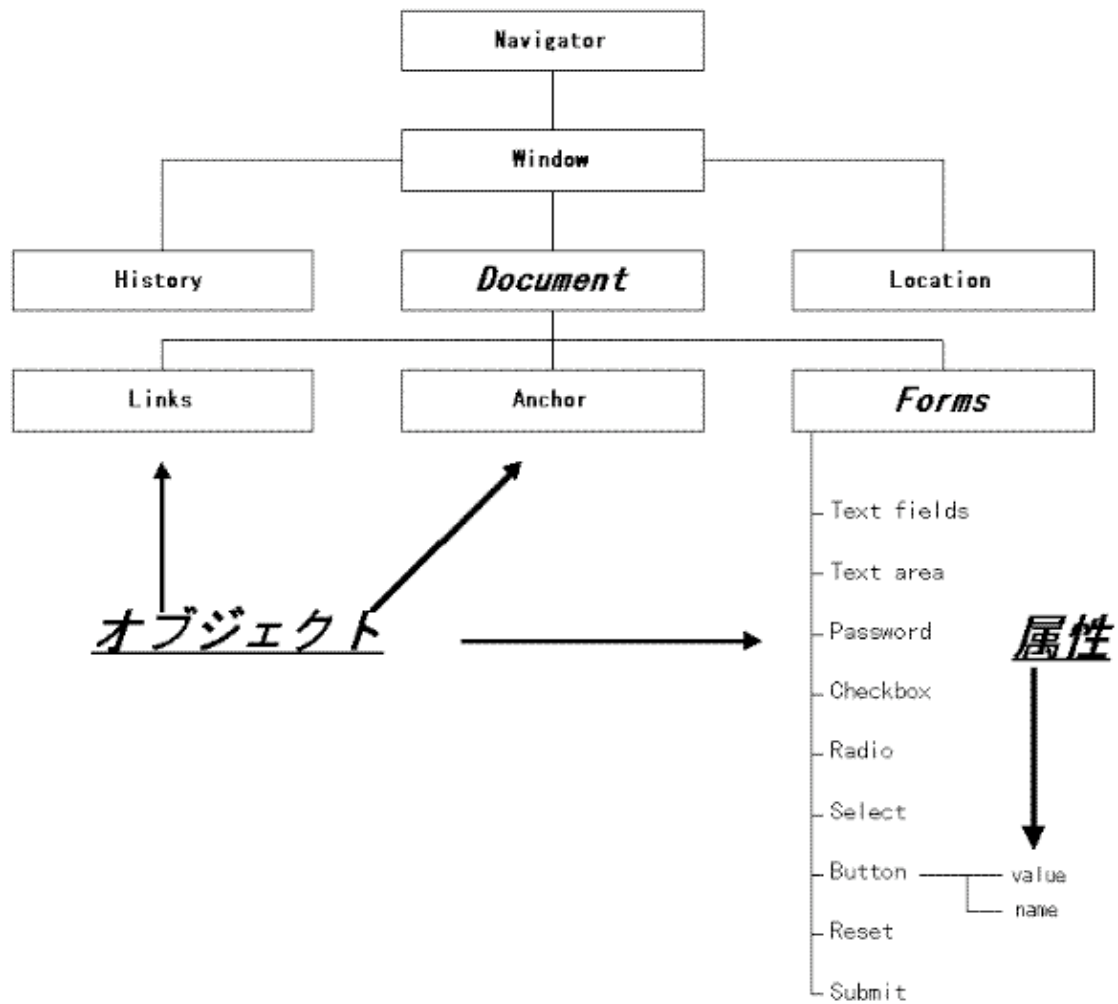 Navigator
Window
History
Document
Location
Links
Anchor
Forms
Text fields
Text area
オブジェクト
Password
属性
Checkbox
Radio
Select
Button
value
name
Reset
Submit